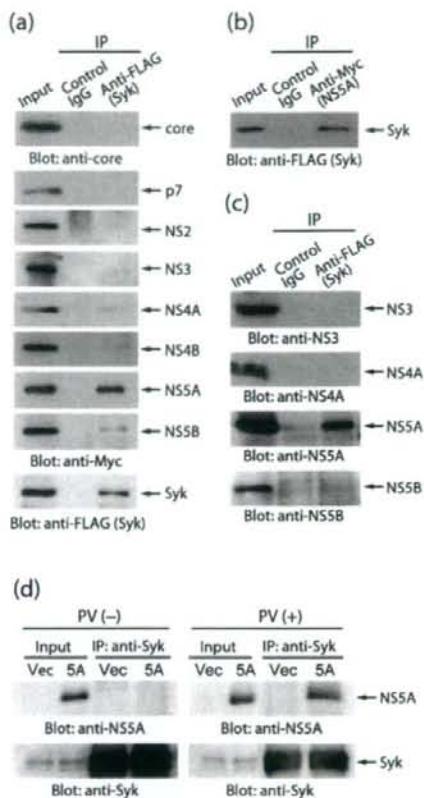 (a)
IP
Input
Control IgG
Anti-FLAG (Syk)
core
Blot: anti-core
p7
NS2
NS3
NS4A
NS4B
NS5A
NS5B
Blot: anti-Myc
Syk
Blot: anti-FLAG (Syk)
(b)
IP
Input
Control IgG
Anti-Myc (NS5A)
Syk
Blot: anti-FLAG (Syk)
(c)
IP
Input
Control IgG
Anti-FLAG (Syk)
NS3
Blot: anti-NS3
NS4A
Blot: anti-NS4A
NS5A
Blot: anti-NS5A
NS5B
Blot: anti-NS5B
(d)
PV (−) PV (+)
Input IP: anti-Syk Input IP: anti-Syk
Vec 5A Vec 5A Vec 5A Vec 5A
NS5A
Blot: anti-NS5A Blot: anti-NS5A
Syk
Blot: anti-Syk Blot: anti-Syk